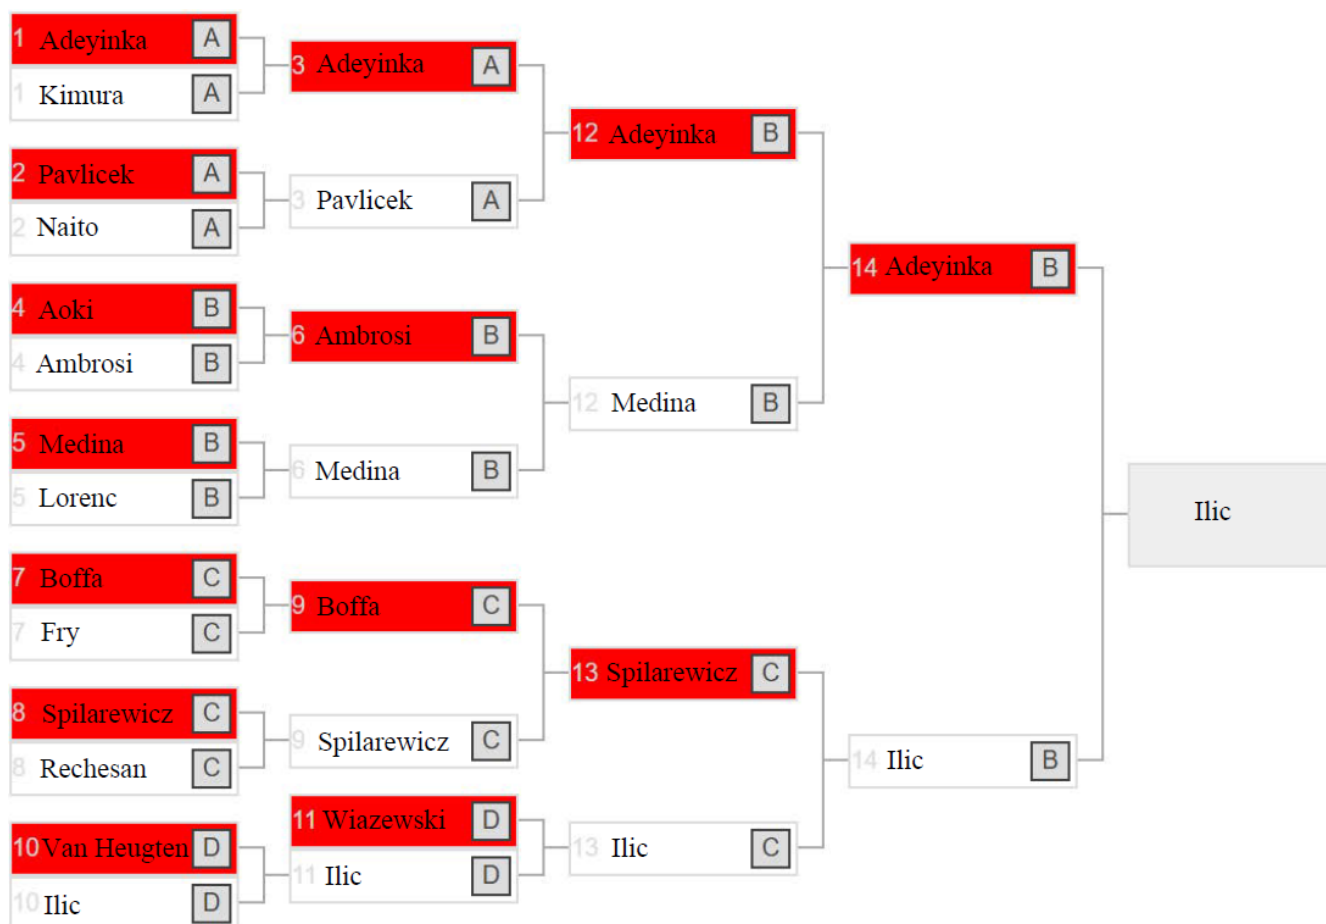 1 Adeyinka A
1 Kimura A
2 Pavlicek A
2 Naito A
4 Aoki B
4 Ambrosi B
5 Medina B
5 Lorenc B
7 Boffa C
7 Fry C
8 Spilarewicz C
8 Rechesan C
10 Van Heugten D
10 Ilic D
3 Adeyinka A
3 Pavlicek A
6 Ambrosi B
6 Medina B
9 Boffa C
9 Spilarewicz C
11 Wiazewski D
11 Ilic D
12 Adeyinka B
12 Medina B
13 Spilarewicz C
13 Ilic C
14 Adeyinka B
14 Ilic B
Ilic